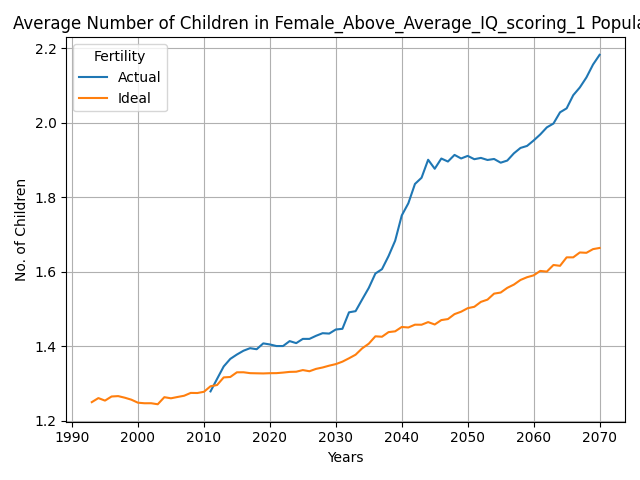 Average Number of Children in Female_Above_Average_IQ_scoring_1 Popula
Fertility
Actual
Ideal
No. of Children
2.2
2.0
1.8
1.6
1.4
1.2
1990 2000 2010 2020 2030 2040 2050 2060 2070
Years